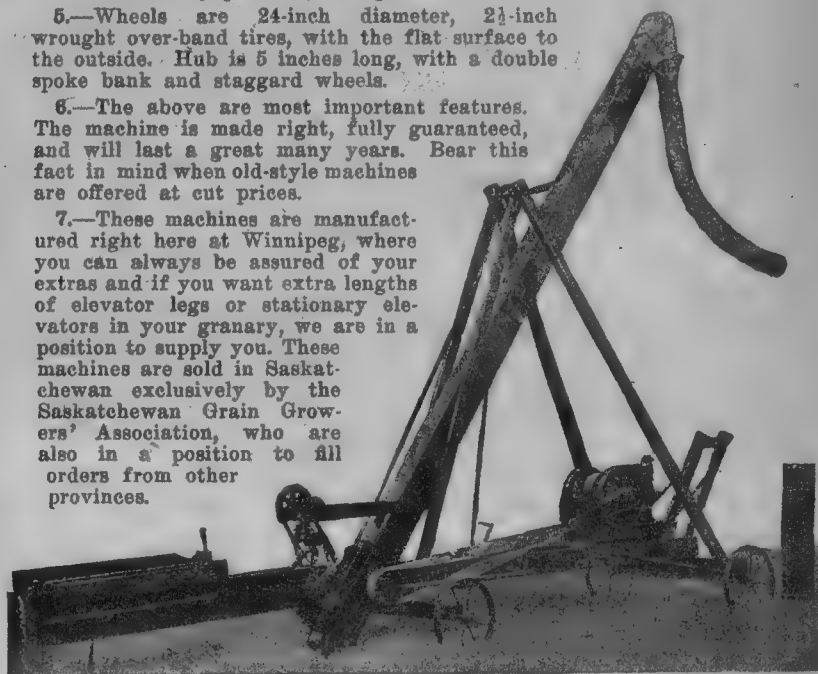 5.—Wheels are 24-inch diameter, 2½-inch
wrought over-band tires, with the flat surface to
the outside. Hub is 5 inches long, with a double
spoke bank and staggard wheels.
6.—The above are most important features.
The machine is made right, fully guaranteed,
and will last a great many years. Bear this
fact in mind when old-style machines
are offered at cut prices.
7.—These machines are manufact-
ured right here at Winnipeg, where
you can always be assured of your
extras and if you want extra lengths
of elevator legs or stationary ele-
vators in your granary, we are in a
position to supply you. These
machines are sold in Saskat-
chewan exclusively by the
Saskatchewan Grain Grow-
ers' Association, who are
also in a position to fill
orders from other
provinces.